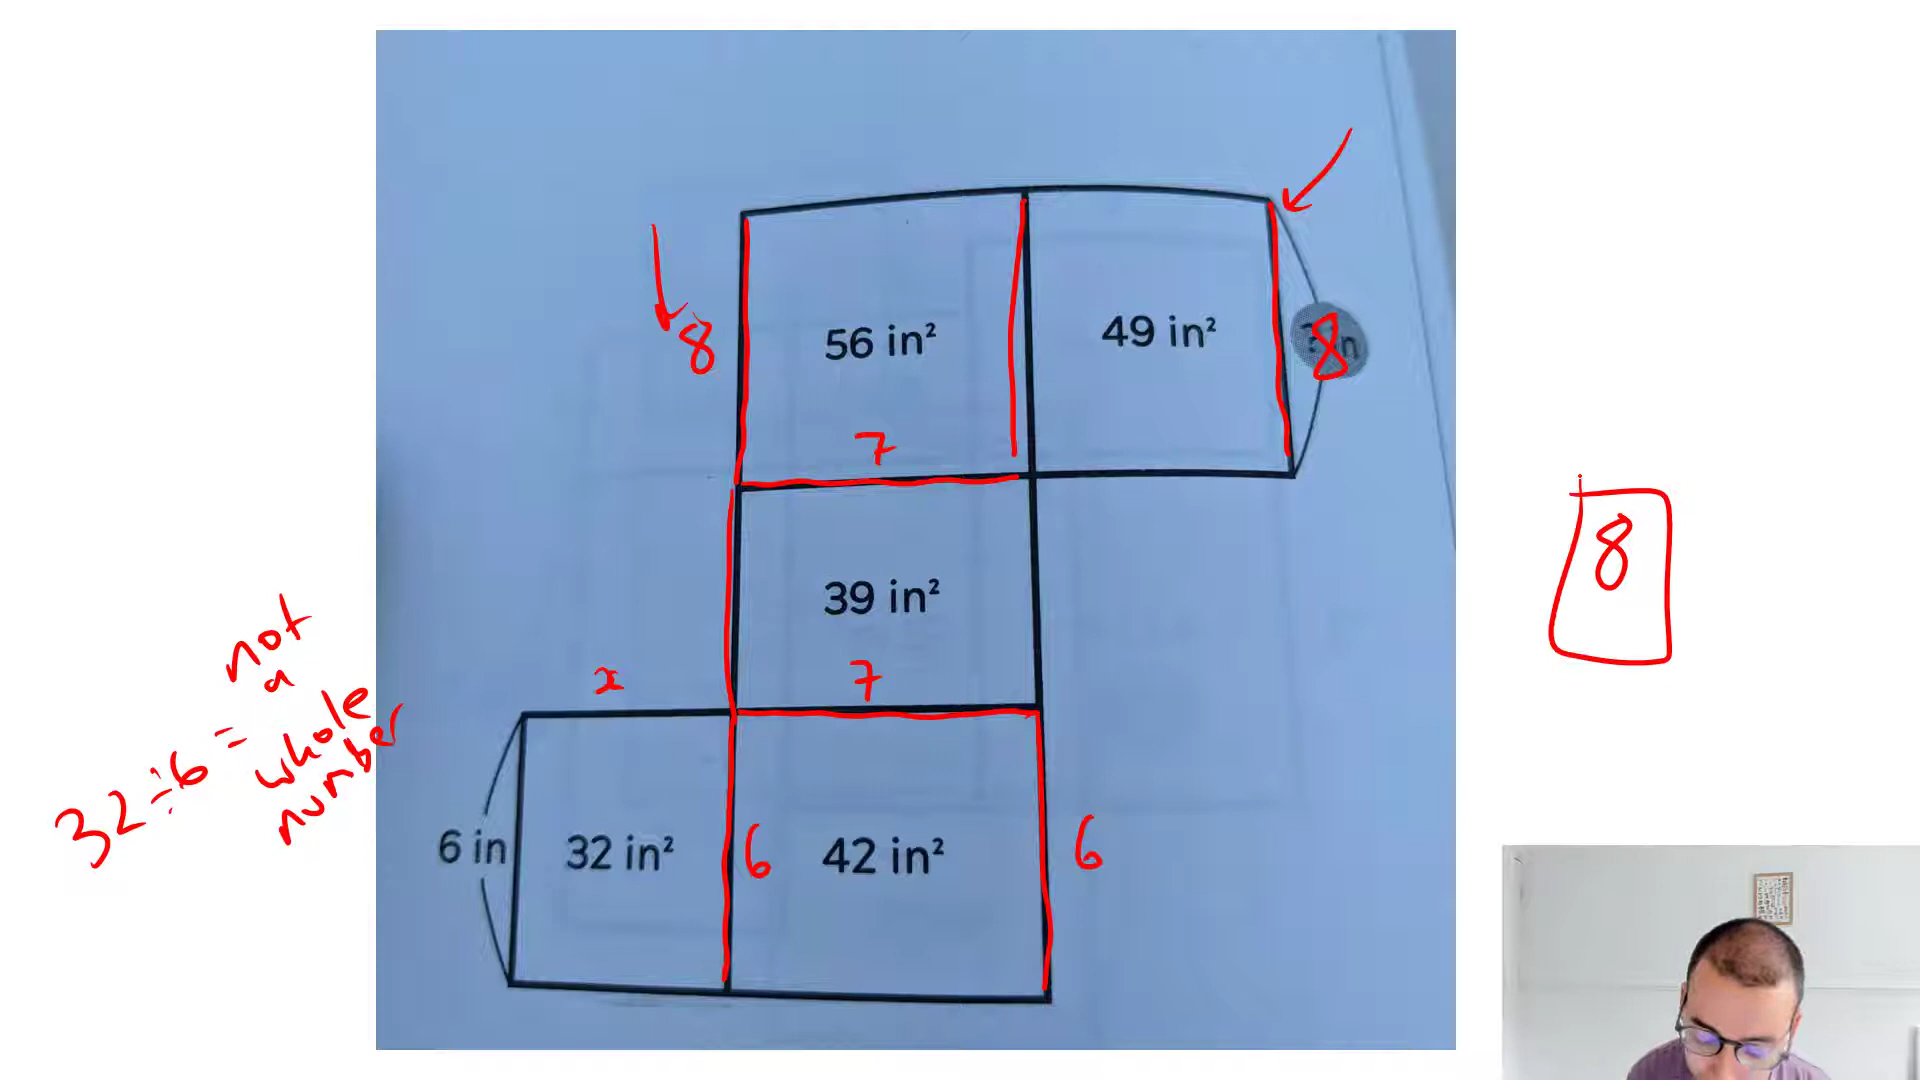 56 in²
49 in²
8
8
7
39 in²
8
not
a
whole
number
32÷6=
x
7
6 in
32 in²
6
42 in²
6